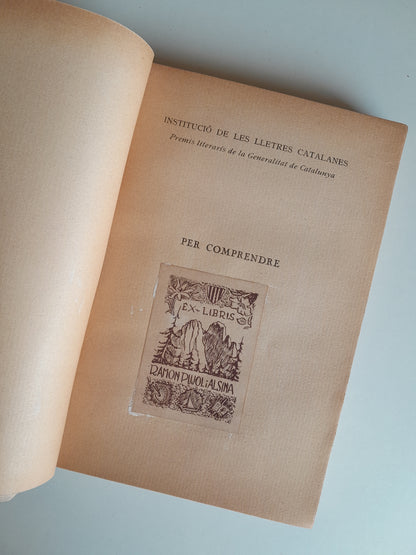 INSTITUCIÓ DE LES LLETRES CATALANES
Premis literaris de la Generalitat de Catalunya
PER COMPRENDRE
EX-LIBRIS
RAMON PUJOL i ALSINA